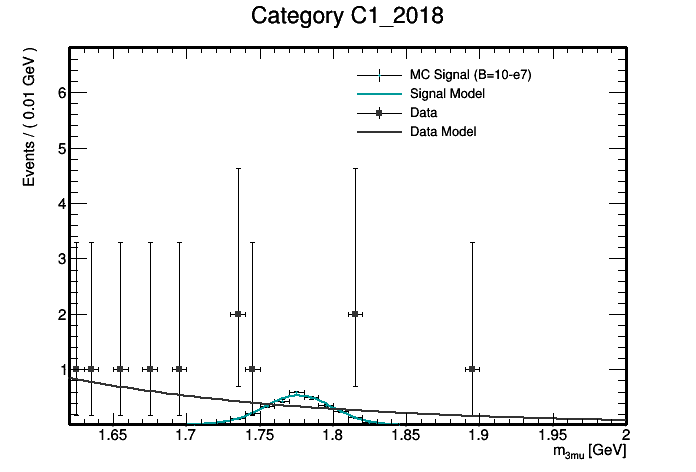 Category C1_2018
Events / ( 0.01 GeV )
MC Signal (B=10-e7)
Signal Model
Data
Data Model
6
5
4
3
2
1
1.65 1.7 1.75 1.8 1.85 1.9 1.95 2
m3mu [GeV]